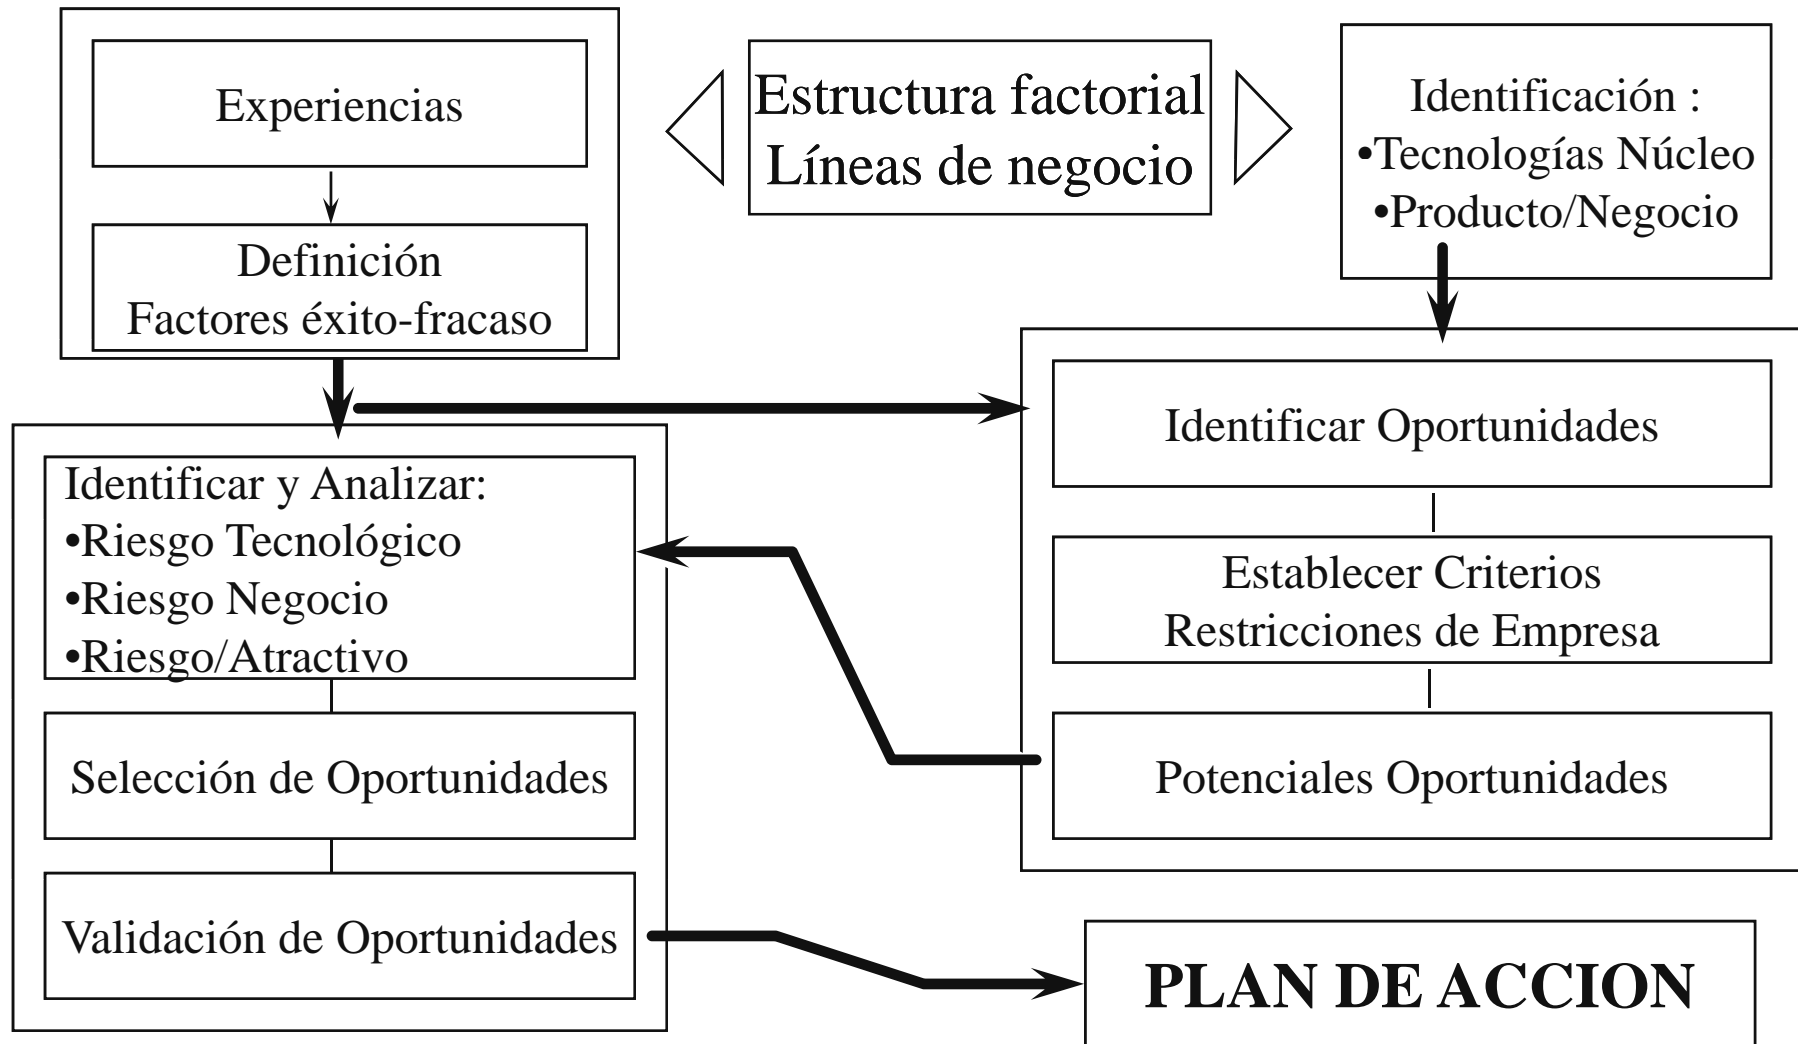 Experiencias
Definición
Factores éxito-fracaso
Estructura factorial
Líneas de negocio
Identificación :
•Tecnologías Núcleo
•Producto/Negocio
Identificar Oportunidades
Establecer Criterios
Restricciones de Empresa
Potenciales Oportunidades
Identificar y Analizar:
•Riesgo Tecnológico
•Riesgo Negocio
•Riesgo/Atractivo
Selección de Oportunidades
Validación de Oportunidades
PLAN DE ACCION